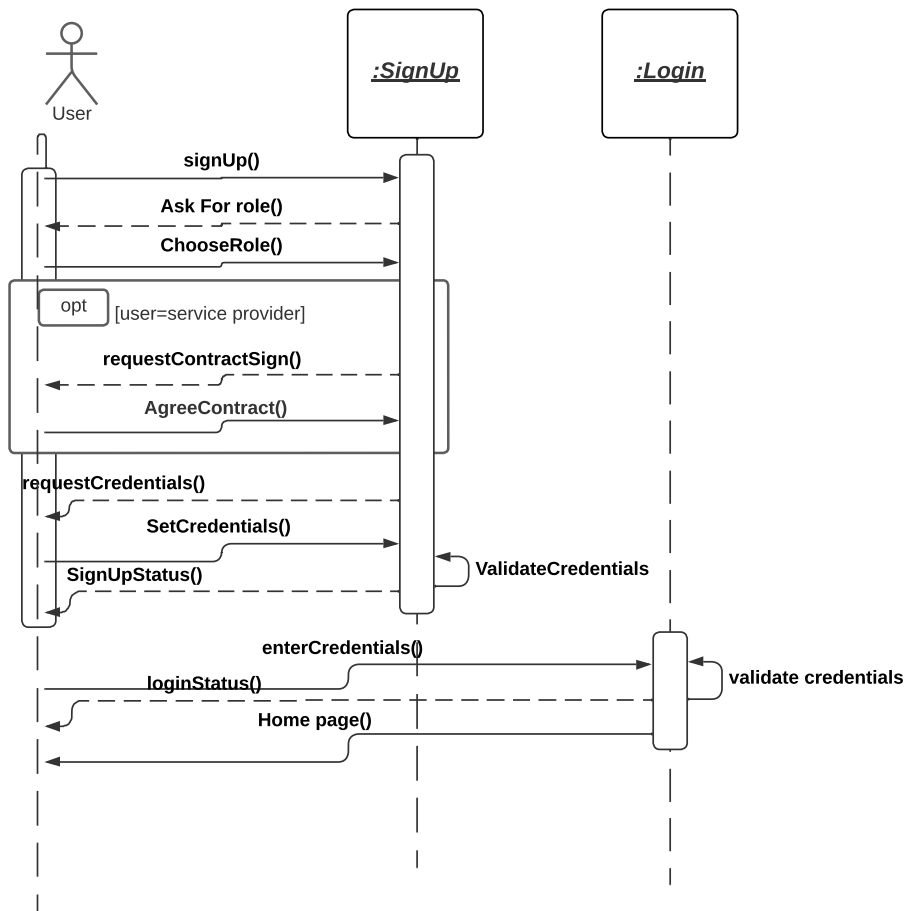 :SignUp
:Login
User
signUp()
Ask For role()
ChooseRole()
opt
[user=service provider]
requestContractSign()
AgreeContract()
requestCredentials()
SetCredentials()
ValidateCredentials
SignUpStatus()
enterCredentials()
validate credentials
loginStatus()
Home page()